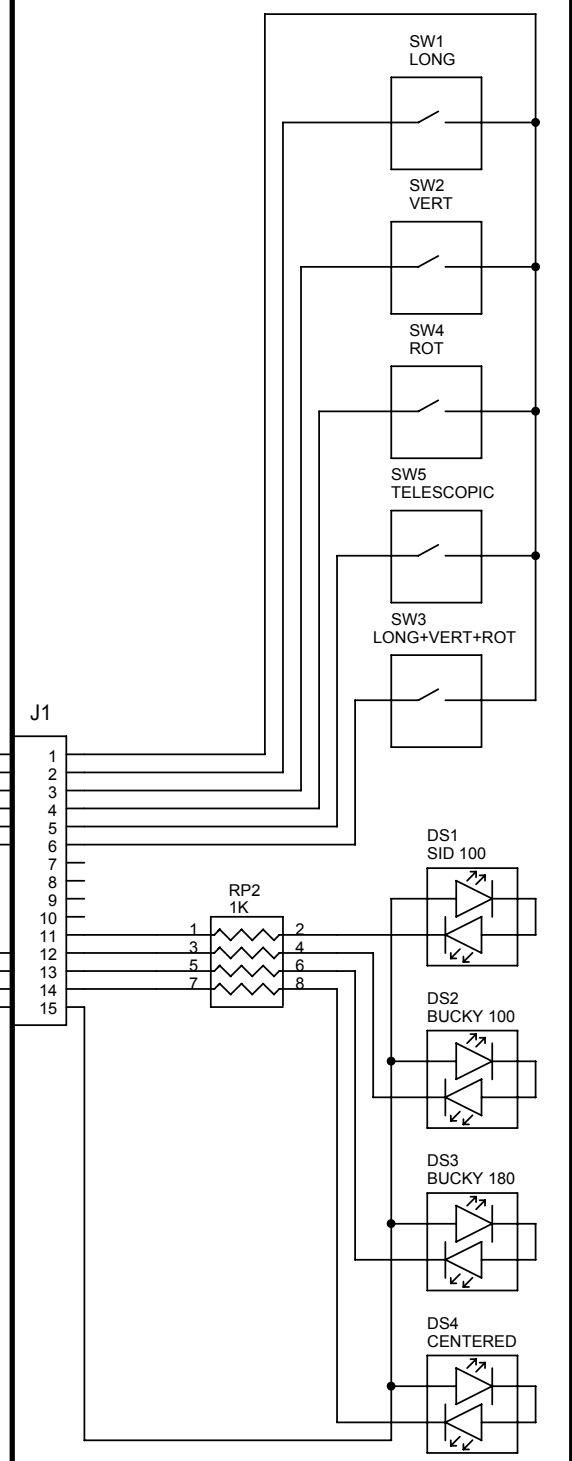 SW1
LONG
SW2
VERT
SW4
ROT
SW5
TELESCOPIC
SW3
LONG+VERT+ROT
J1
1
2
3
4
5
6
7
8
9
10
11
12
13
14
15
RP2
1K
1 2
3 4
5 6
7 8
DS1
SID 100
DS2
BUCKY 100
DS3
BUCKY 180
DS4
CENTERED